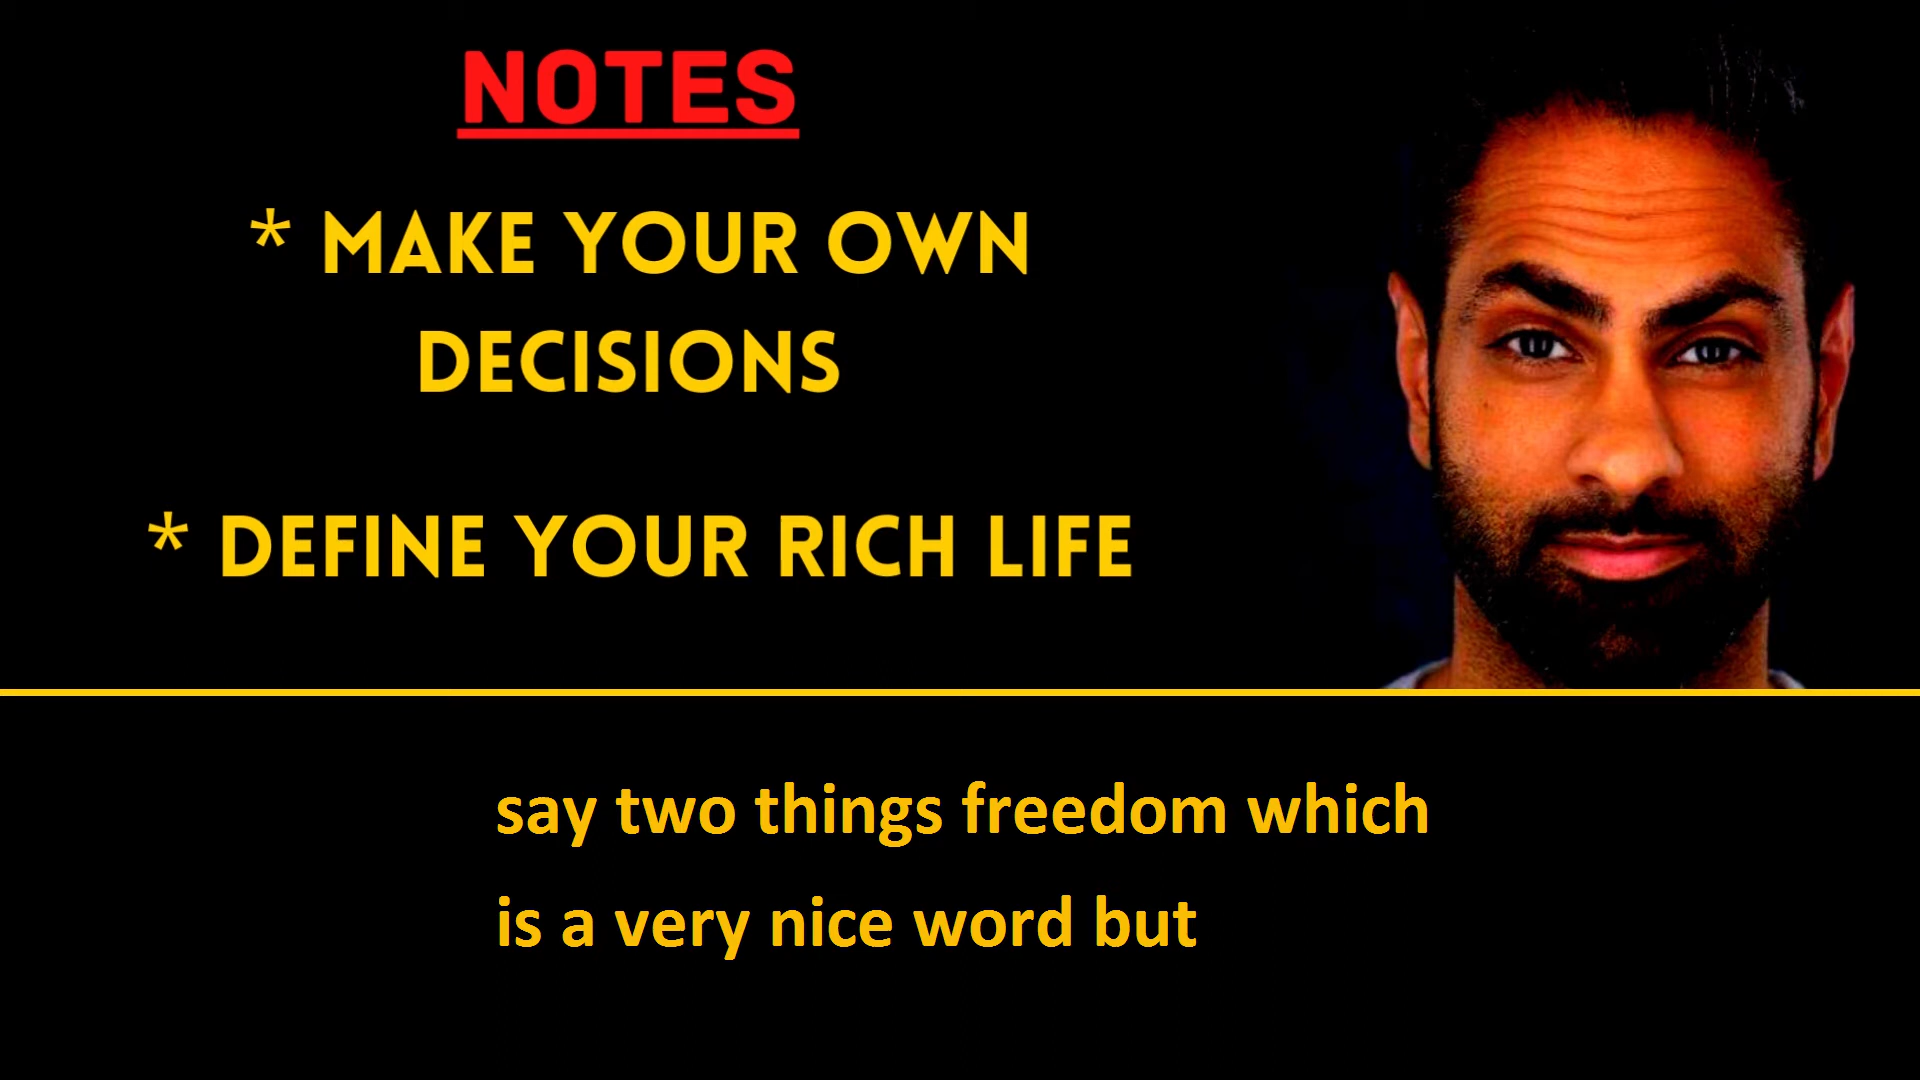 NOTES
* MAKE YOUR OWN
DECISIONS
* DEFINE YOUR RICH LIFE
say two things freedom which
is a very nice word but